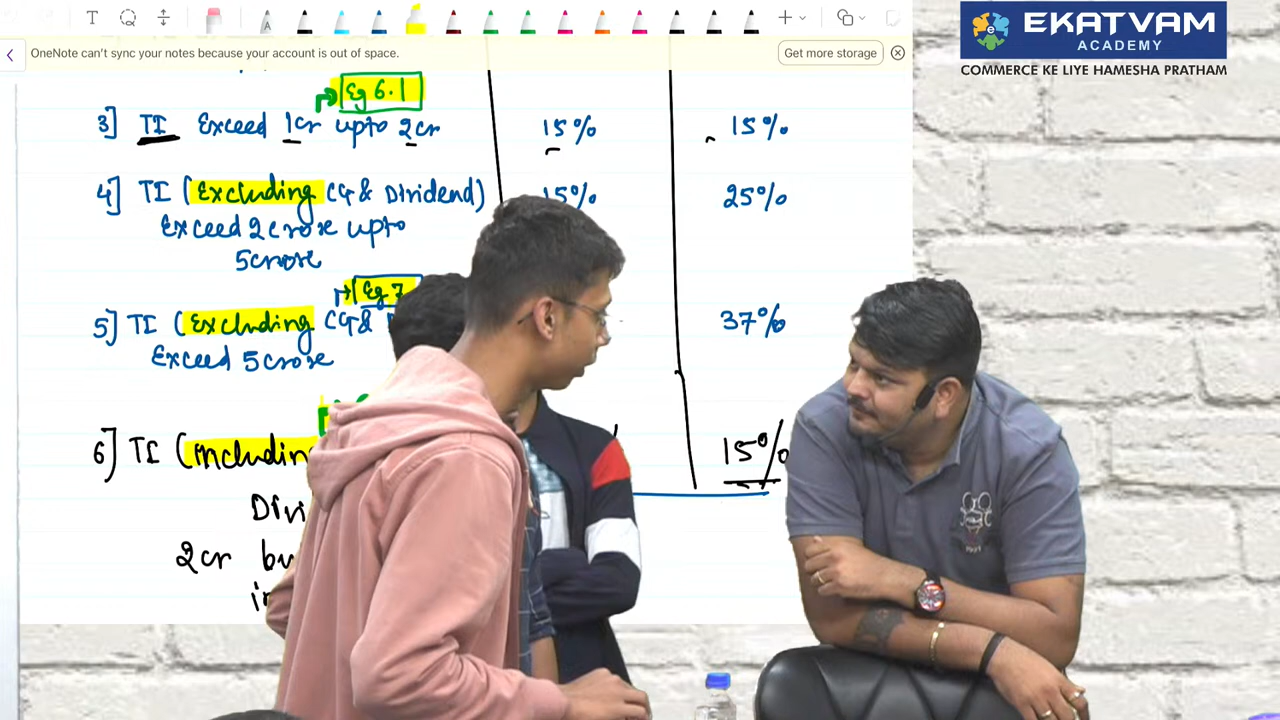 EKATVAM
ACADEMY
COMMERCE KE LIYE HAMESHA PRATHAM
OneNote can't sync your notes because your account is out of space.
Get more storage
Eg 6.1
3] TI Exceed 1cr upto 2cr 15% 15%
4] TI (Excluding CG & Dividend) 15% 25%
Exceed 2crore upto
5crore
Eg 7
5] TI (Excluding CG & 37%
Exceed 5crore
6] TI (Includin 15%
Divi
2cr bu